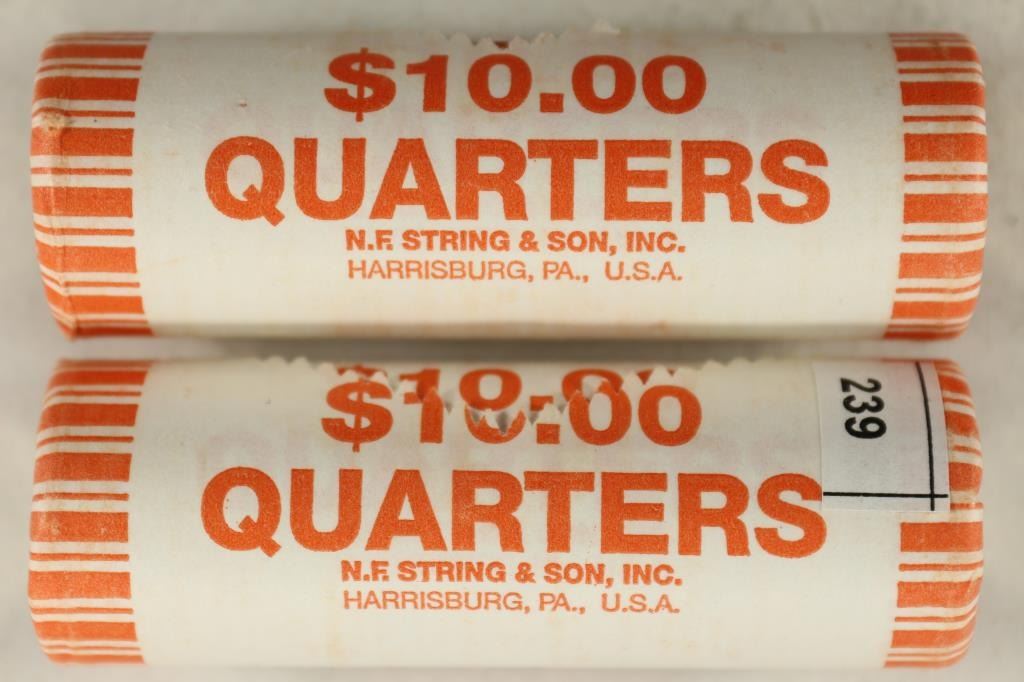 $10.00
QUARTERS
N.F. STRING & SON, INC.
HARRISBURG, PA., U.S.A.
$10.00
QUARTERS
N.F. STRING & SON, INC.
HARRISBURG, PA., U.S.A.
239